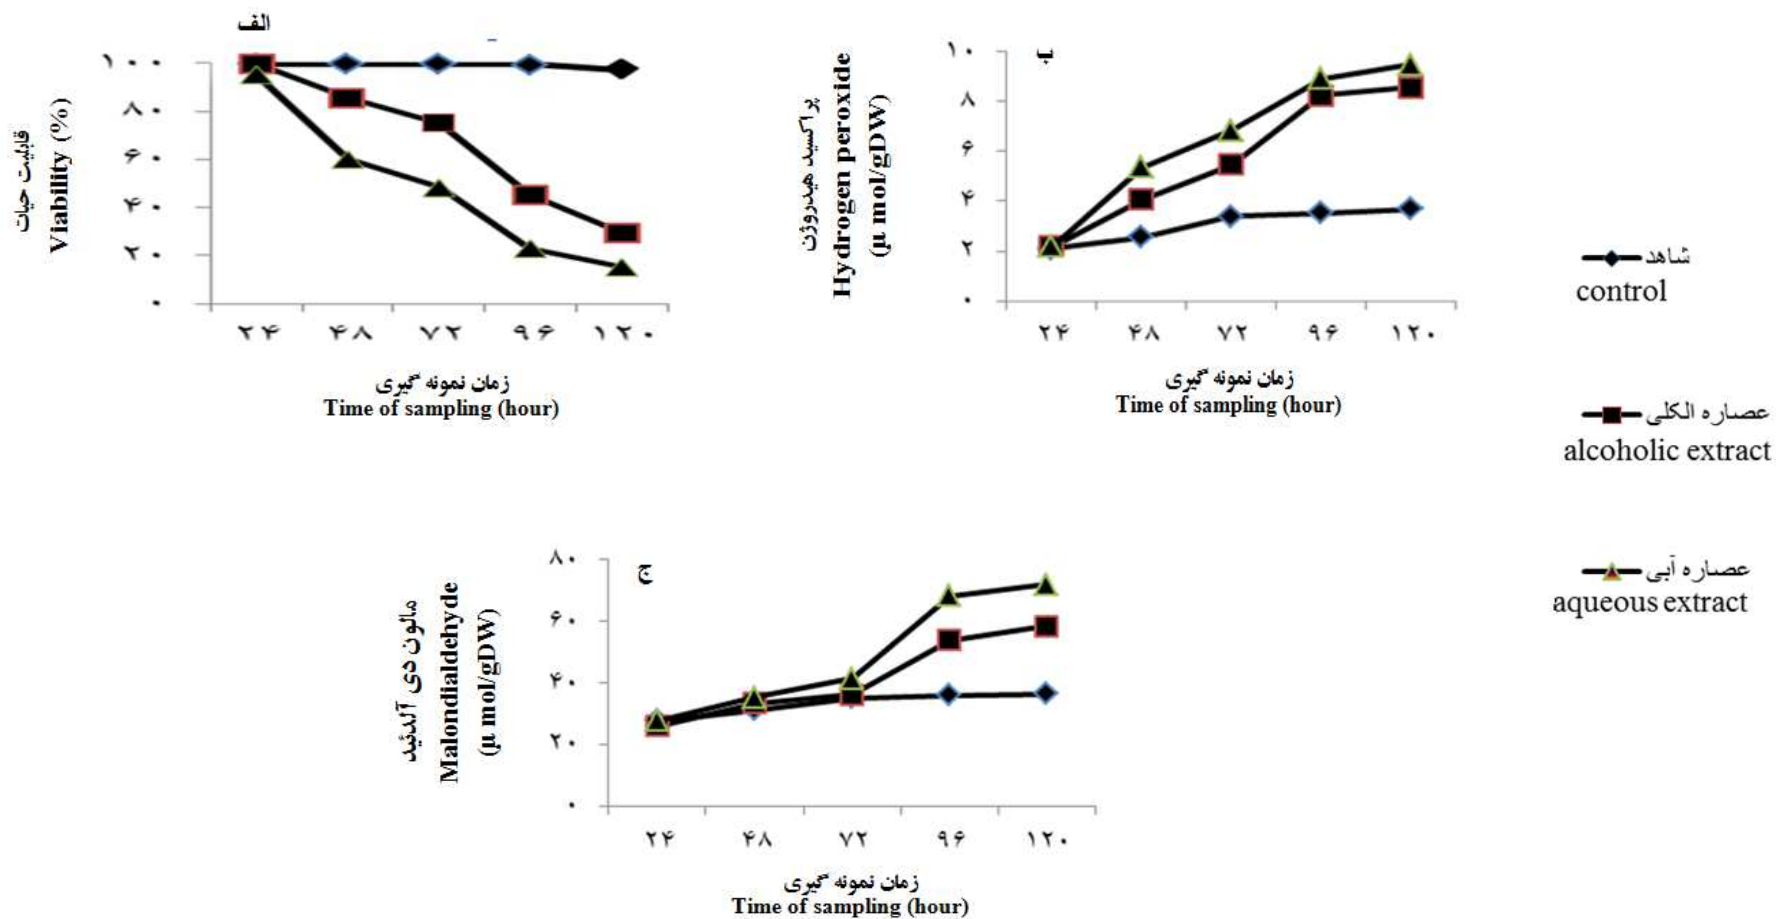 الف
۱۰۰
۸۰
۶۰
۴۰
۲۰
۰
قابلیت حیات
Viability (%)
۲۴ ۴۸ ۷۲ ۹۶ ۱۲۰
زمان نمونه گیری
Time of sampling (hour)
ب
۱۰
۸
۶
۴
۲
۰
پراکسید هیدروژن
Hydrogen peroxide
(µ mol/gDW)
۲۴ ۴۸ ۷۲ ۹۶ ۱۲۰
زمان نمونه گیری
Time of sampling (hour)
شاهد
control
عصاره الکلی
alcoholic extract
عصاره آبی
aqueous extract
ج
۸۰
۶۰
۴۰
۲۰
۰
مالون دی آلدئید
Malondialdehyde
(µ mol/gDW)
۲۴ ۴۸ ۷۲ ۹۶ ۱۲۰
زمان نمونه گیری
Time of sampling (hour)